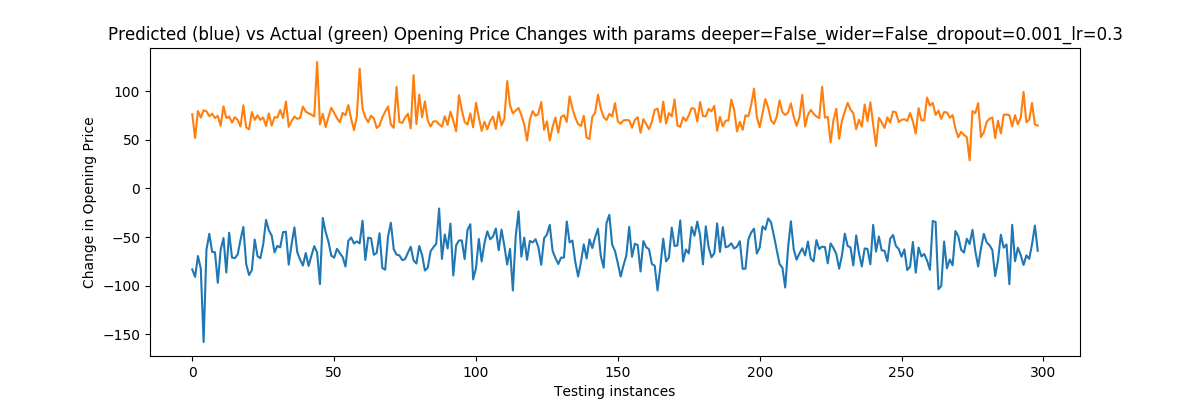 Predicted (blue) vs Actual (green) Opening Price Changes with params deeper=False_wider=False_dropout=0.001_lr=0.3
Change in Opening Price
100
50
0
−50
−100
−150
0 50 100 150 200 250 300
Testing instances